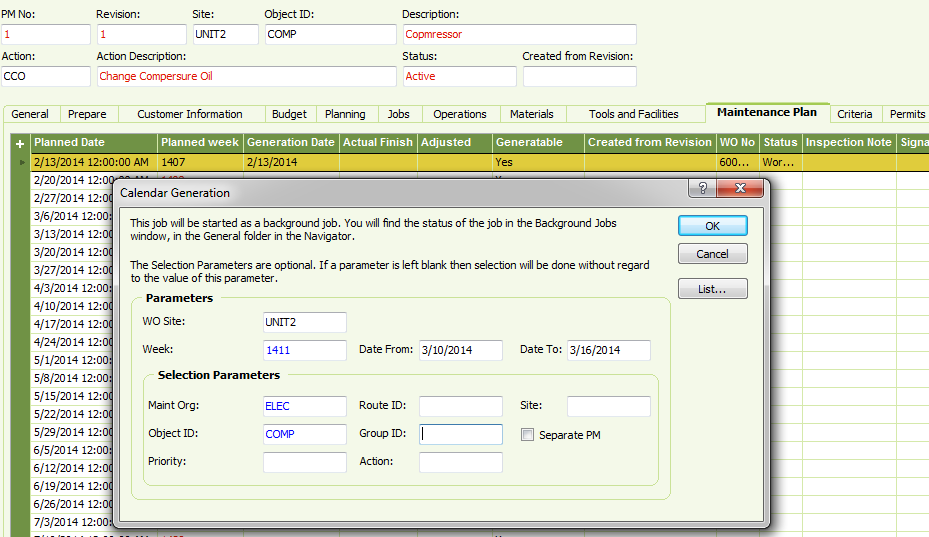 PM No: Revision: Site: Object ID: Description:
1 1 UNIT2 COMP Copmressor
Action: Action Description: Status: Created from Revision:
CCO Change Compersure Oil Active
General Prepare Customer Information Budget Planning Jobs Operations Materials Tools and Facilities Maintenance Plan Criteria Permits
Planned Date Planned week Generation Date Actual Finish Adjusted Generatable Created from Revision WO No Status Inspection Note Signa
2/13/2014 12:00:00 AM 1407 2/13/2014 Yes 600... Wor...
2/20/2014 12:00:
2/27/2014 12:00:
3/6/2014 12:00:0
3/13/2014 12:00:
3/20/2014 12:00:
3/27/2014 12:00:
4/3/2014 12:00:0
4/10/2014 12:00:
4/17/2014 12:00:
4/24/2014 12:00:
5/1/2014 12:00:0
5/8/2014 12:00:0
5/15/2014 12:00:
5/22/2014 12:00:
5/29/2014 12:00:
6/5/2014 12:00:0
6/12/2014 12:00:
6/19/2014 12:00:
6/26/2014 12:00:
7/3/2014 12:00:0
Calendar Generation
This job will be started as a background job. You will find the status of the job in the Background Jobs
window, in the General folder in the Navigator.
The Selection Parameters are optional. If a parameter is left blank then selection will be done without regard
to the value of this parameter.
OK
Cancel
List...
Parameters
WO Site: UNIT2
Week: 1411 Date From: 3/10/2014 Date To: 3/16/2014
Selection Parameters
Maint Org: ELEC Route ID: Site:
Object ID: COMP Group ID: Separate PM
Priority: Action: